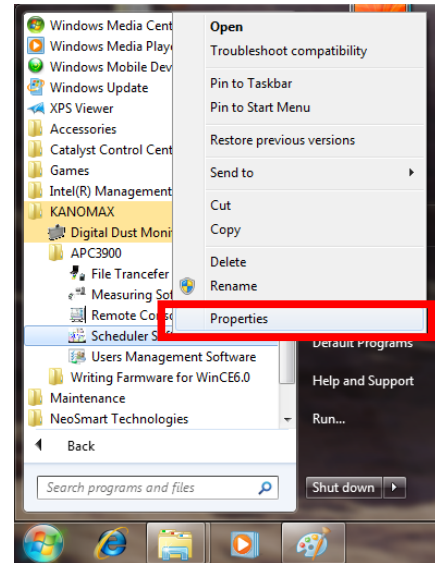 Windows Media Cent
Windows Media Playe
Windows Mobile Dev
Windows Update
XPS Viewer
Accessories
Catalyst Control Cent
Games
Intel(R) Management
KANOMAX
Digital Dust Moni
APC3900
File Trancefer
Measuring Sof
Remote Conso
Scheduler S
Users Management Software
Writing Farmware for WinCE6.0
Maintenance
NeoSmart Technologies
Back
Search programs and files
Open
Troubleshoot compatibility
Pin to Taskbar
Pin to Start Menu
Restore previous versions
Send to
Cut
Copy
Delete
Rename
Properties
Default Programs
Help and Support
Run...
Shut down